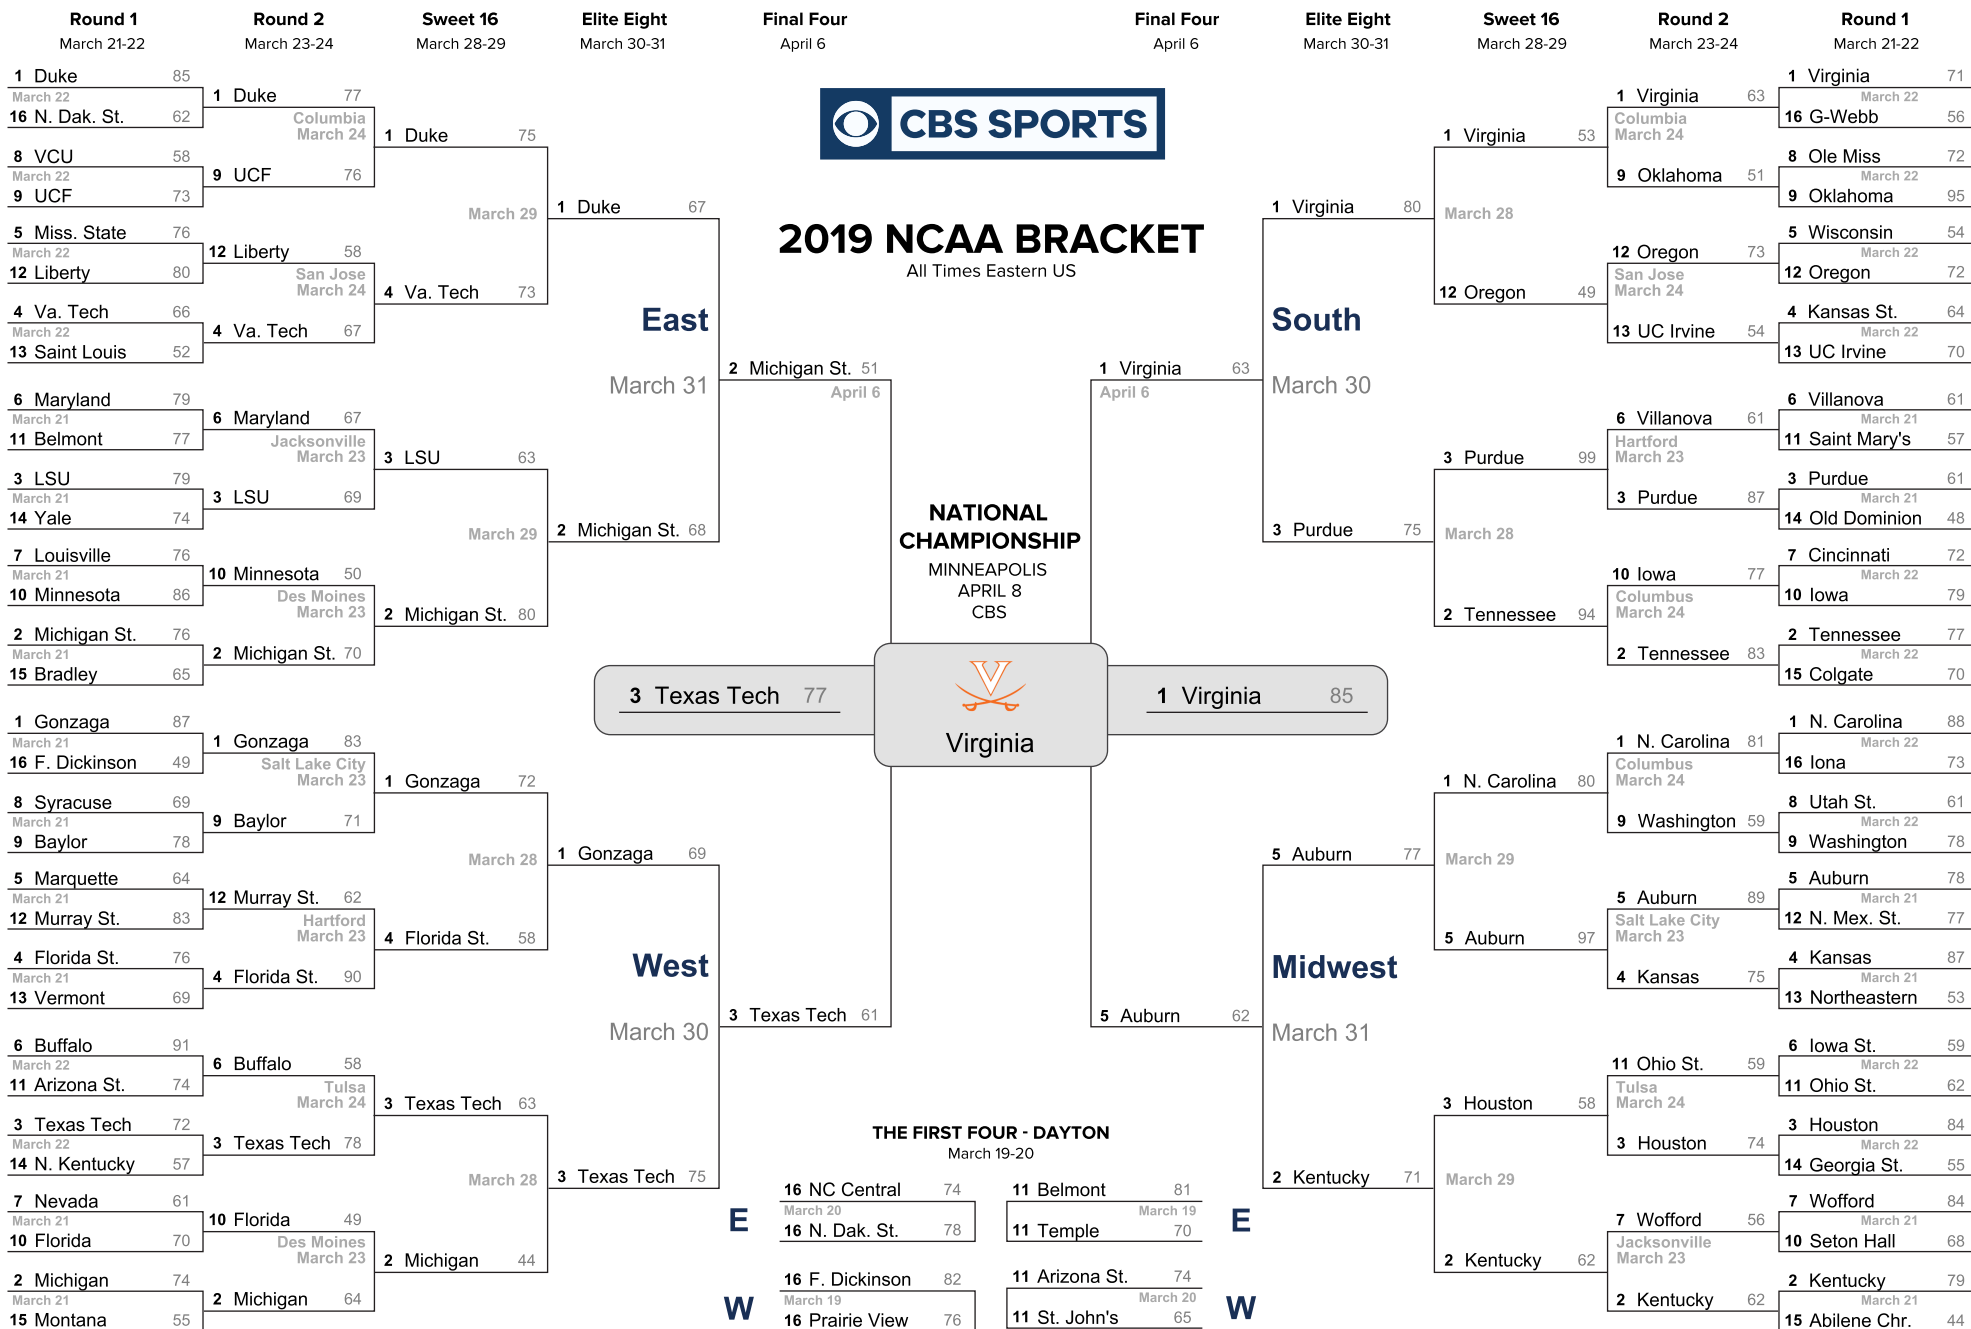 Round 1
March 21-22
Round 2
March 23-24
Sweet 16
March 28-29
Elite Eight
March 30-31
Final Four
April 6
Final Four
April 6
Elite Eight
March 30-31
Sweet 16
March 28-29
Round 2
March 23-24
Round 1
March 21-22
CBS SPORTS
2019 NCAA BRACKET
All Times Eastern US
East
March 31
1 Duke 85
March 22
16 N. Dak. St. 62
8 VCU 58
March 22
9 UCF 73
5 Miss. State 76
March 22
12 Liberty 80
4 Va. Tech 66
March 22
13 Saint Louis 52
6 Maryland 79
March 21
11 Belmont 77
3 LSU 79
March 21
14 Yale 74
7 Louisville 76
March 21
10 Minnesota 86
2 Michigan St. 76
March 21
15 Bradley 65
1 Duke 77
Columbia
March 24
9 UCF 76
12 Liberty 58
San Jose
March 24
4 Va. Tech 67
6 Maryland 67
Jacksonville
March 23
3 LSU 69
10 Minnesota 50
Des Moines
March 23
2 Michigan St. 70
1 Duke 75
March 29
4 Va. Tech 73
3 LSU 63
March 29
2 Michigan St. 80
1 Duke 67
2 Michigan St. 68
2 Michigan St. 51
April 6
West
March 30
1 Gonzaga 87
March 21
16 F. Dickinson 49
8 Syracuse 69
March 21
9 Baylor 78
5 Marquette 64
March 21
12 Murray St. 83
4 Florida St. 76
March 21
13 Vermont 69
6 Buffalo 91
March 22
11 Arizona St. 74
3 Texas Tech 72
March 22
14 N. Kentucky 57
7 Nevada 61
March 21
10 Florida 70
2 Michigan 74
March 21
15 Montana 55
1 Gonzaga 83
Salt Lake City
March 23
9 Baylor 71
12 Murray St. 62
Hartford
March 23
4 Florida St. 90
6 Buffalo 58
Tulsa
March 24
3 Texas Tech 78
10 Florida 49
Des Moines
March 23
2 Michigan 64
1 Gonzaga 72
March 28
4 Florida St. 58
3 Texas Tech 63
March 28
2 Michigan 44
1 Gonzaga 69
3 Texas Tech 75
3 Texas Tech 61
NATIONAL
CHAMPIONSHIP
MINNEAPOLIS
APRIL 8
CBS
3 Texas Tech 77
Virginia
1 Virginia 85
South
March 30
1 Virginia 63
April 6
1 Virginia 80
3 Purdue 75
1 Virginia 53
March 28
12 Oregon 49
3 Purdue 99
March 28
2 Tennessee 94
1 Virginia 63
Columbia
March 24
9 Oklahoma 51
12 Oregon 73
San Jose
March 24
13 UC Irvine 54
6 Villanova 61
Hartford
March 23
3 Purdue 87
10 Iowa 77
Columbus
March 24
2 Tennessee 83
1 Virginia 71
March 22
16 G-Webb 56
8 Ole Miss 72
March 22
9 Oklahoma 95
5 Wisconsin 54
March 22
12 Oregon 72
4 Kansas St. 64
March 22
13 UC Irvine 70
6 Villanova 61
March 21
11 Saint Mary's 57
3 Purdue 61
March 21
14 Old Dominion 48
7 Cincinnati 72
March 22
10 Iowa 79
2 Tennessee 77
March 22
15 Colgate 70
Midwest
March 31
5 Auburn 62
5 Auburn 77
2 Kentucky 71
1 N. Carolina 80
March 29
5 Auburn 97
3 Houston 58
March 29
2 Kentucky 62
1 N. Carolina 81
Columbus
March 24
9 Washington 59
5 Auburn 89
Salt Lake City
March 23
4 Kansas 75
11 Ohio St. 59
Tulsa
March 24
3 Houston 74
7 Wofford 56
Jacksonville
March 23
2 Kentucky 62
1 N. Carolina 88
March 22
16 Iona 73
8 Utah St. 61
March 22
9 Washington 78
5 Auburn 78
March 21
12 N. Mex. St. 77
4 Kansas 87
March 21
13 Northeastern 53
6 Iowa St. 59
March 22
11 Ohio St. 62
3 Houston 84
March 22
14 Georgia St. 55
7 Wofford 84
March 21
10 Seton Hall 68
2 Kentucky 79
March 21
15 Abilene Chr. 44
THE FIRST FOUR - DAYTON
March 19-20
E
16 NC Central 74
March 20
16 N. Dak. St. 78
11 Belmont 81
March 19
11 Temple 70
E
W
16 F. Dickinson 82
March 19
16 Prairie View 76
11 Arizona St. 74
March 20
11 St. John's 65
W